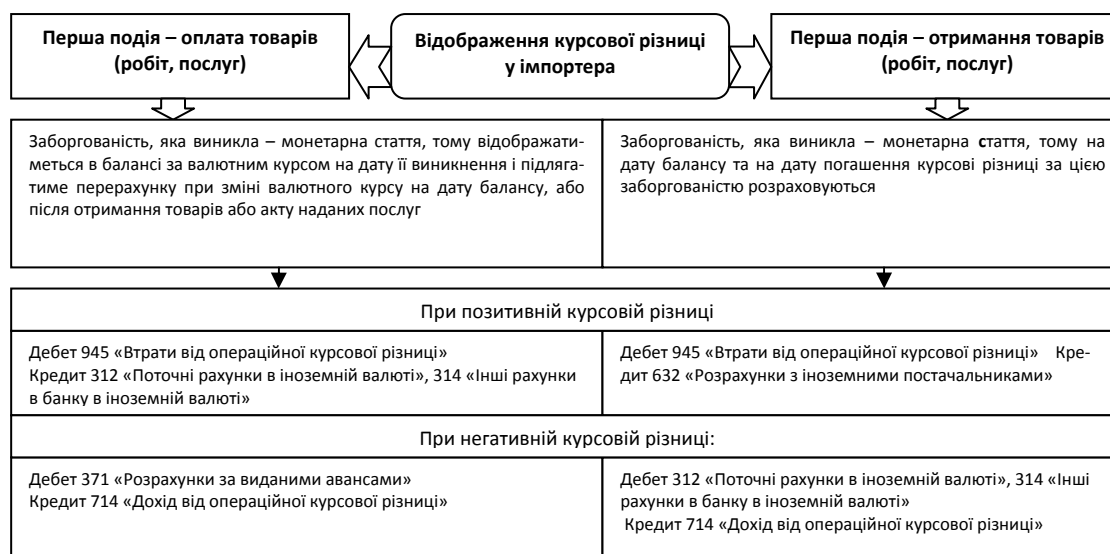 Перша подія – оплата товарів
(робіт, послуг)
Відображення курсової різниці
у імпортера
Перша подія – отримання товарів
(робіт, послуг)
Заборгованість, яка виникла – монетарна стаття, тому відображати-
меться в балансі за валютним курсом на дату її виникнення і підляга-
тиме перерахунку при зміні валютного курсу на дату балансу, або
після отримання товарів або акту наданих послуг
Заборгованість, яка виникла – монетарна стаття, тому на
дату балансу та на дату погашення курсові різниці за цією
заборгованістю розраховуються
При позитивній курсовій різниці
Дебет 945 «Втрати від операційної курсової різниці»
Кредит 312 «Поточні рахунки в іноземній валюті», 314 «Інші рахунки
в банку в іноземній валюті»
Дебет 945 «Втрати від операційної курсової різниці» Кре-
дит 632 «Розрахунки з іноземними постачальниками»
При негативній курсовій різниці:
Дебет 371 «Розрахунки за виданими авансами»
Кредит 714 «Дохід від операційної курсової різниці»
Дебет 312 «Поточні рахунки в іноземній валюті», 314 «Інші
рахунки в банку в іноземній валюті»
Кредит 714 «Дохід від операційної курсової різниці»